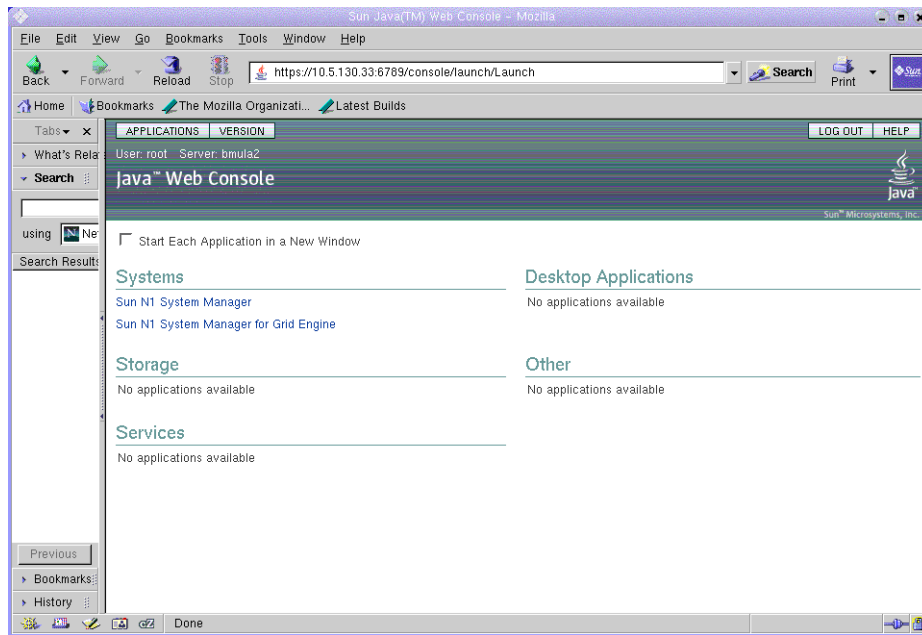 Sun Java(TM) Web Console - Mozilla
File Edit View Go Bookmarks Tools Window Help
Back Forward Reload Stop https://10.5.130.33:6789/console/launch/Launch Search Print Sun
Home Bookmarks The Mozilla Organizati... Latest Builds
Tabs
What's Rela
Search
using Ne
Search Results
Previous
Bookmarks
History
APPLICATIONS VERSION LOG OUT HELP
User: root Server: bmula2
Java™ Web Console
Java
Sun™ Microsystems, Inc.
Start Each Application in a New Window
Systems
Sun N1 System Manager
Sun N1 System Manager for Grid Engine
Storage
No applications available
Services
No applications available
Desktop Applications
No applications available
Other
No applications available
Done